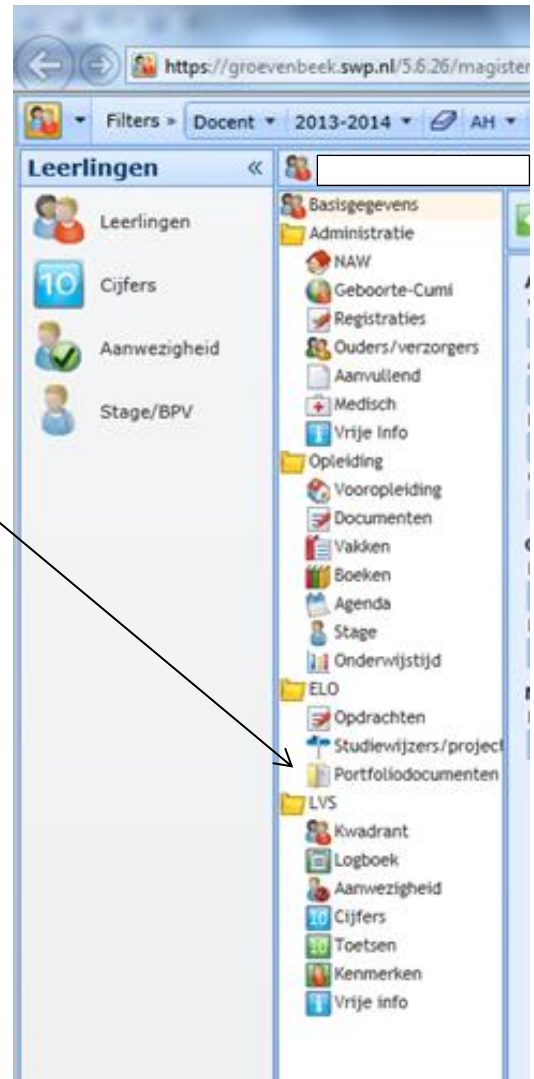 https://groevenbeek.swp.nl/5.6.26/magister
Filters » Docent 2013-2014 AH
Leerlingen «
Leerlingen
Cijfers
Aanwezigheid
Stage/BPV
Basisgegevens
Administratie
NAW
Geboorte-Cumi
Registraties
Ouders/verzorgers
Aanvullend
Medisch
Vrije Info
Opleiding
Vooropleiding
Documenten
Vakken
Boeken
Agenda
Stage
Onderwijstijd
ELO
Opdrachten
Studiewijzers/project
Portfoliodocumenten
LVS
Kwadrant
Logboek
Aanwezigheid
Cijfers
Toetsen
Kenmerken
Vrije info